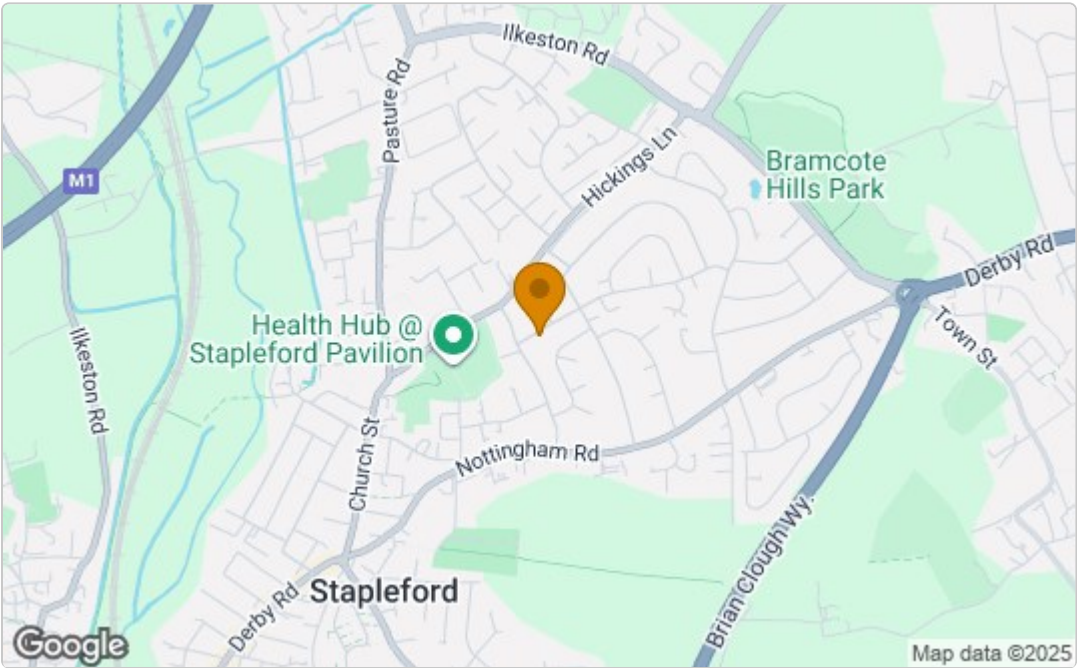 Ilkeston Rd
Pasture Rd
M1
Hickings Ln
Bramcote
Hills Park
Derby Rd
Town St
Health Hub @
Stapleford Pavilion
Ilkeston Rd
Church St
Nottingham Rd
Brian Clough Wy.
Stapleford
Derby Rd
Google
Map data ©2025